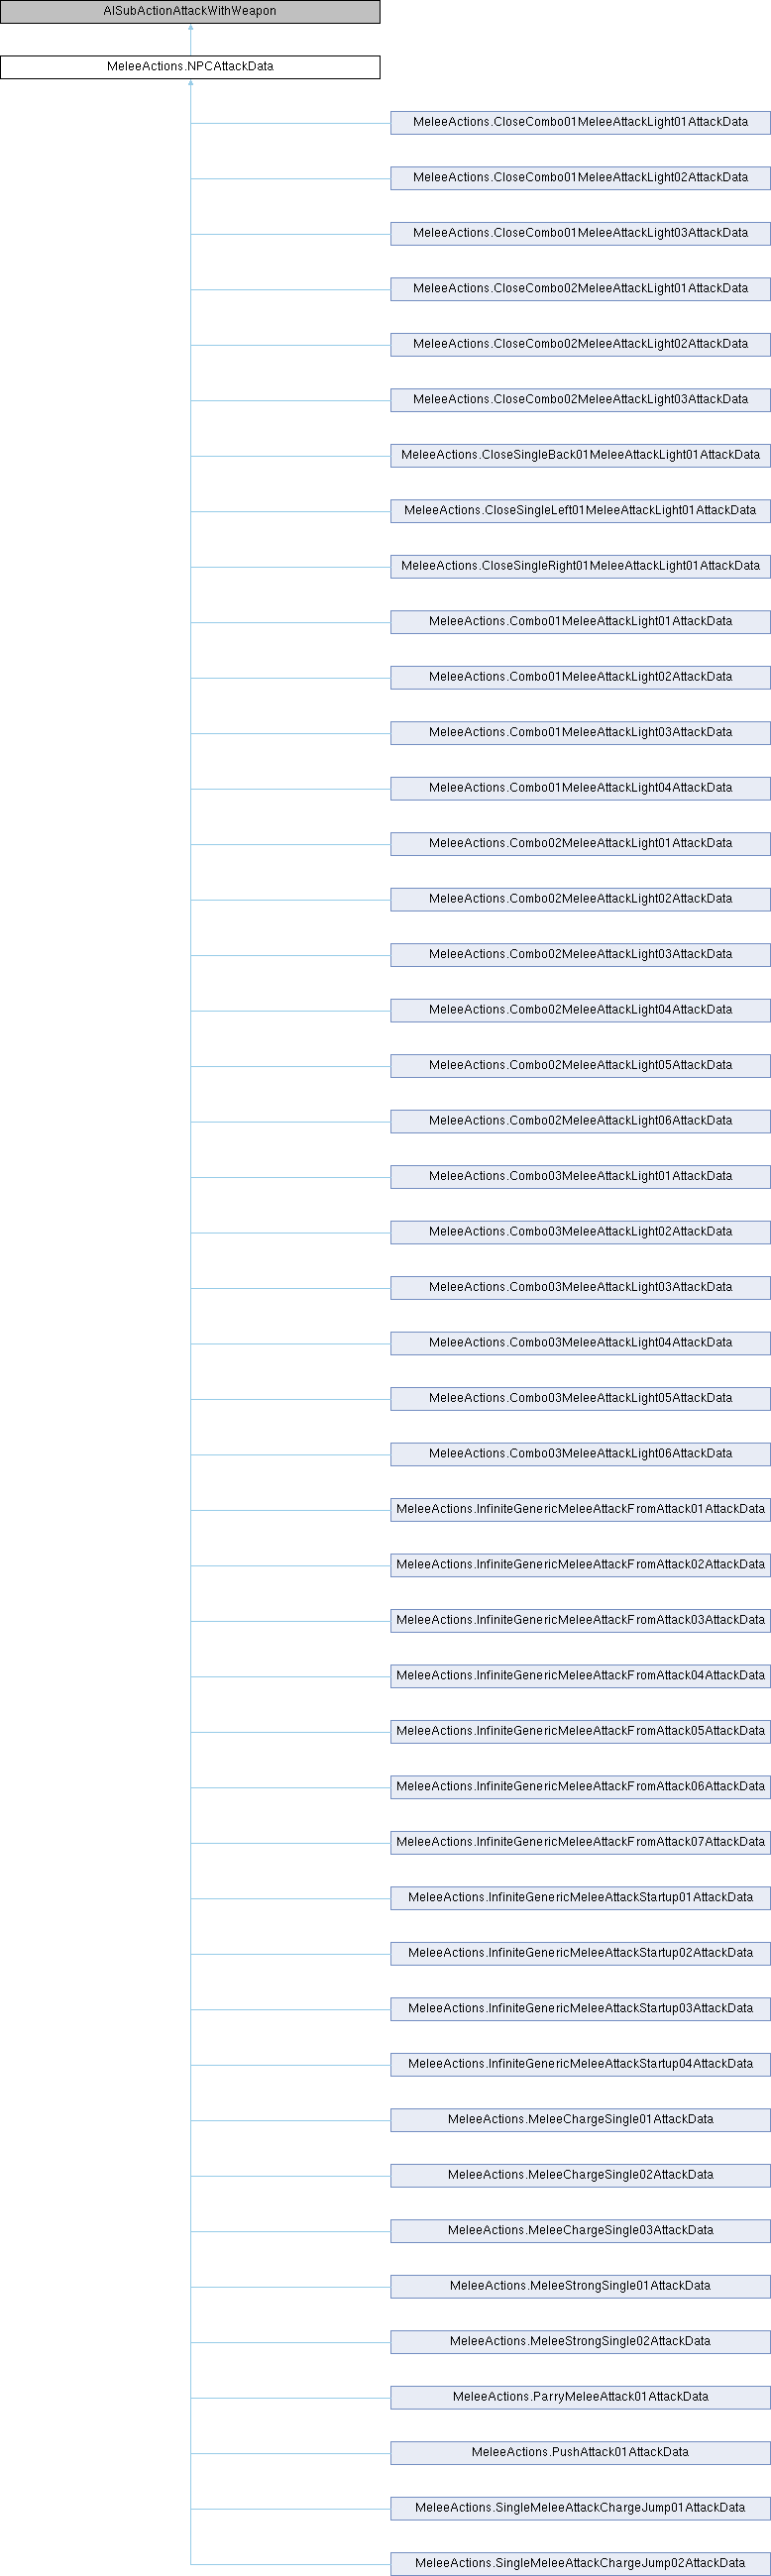 AISubActionAttackWithWeapon
MeleeActions.NPCAttackData
MeleeActions.CloseCombo01MeleeAttackLight01AttackData
MeleeActions.CloseCombo01MeleeAttackLight02AttackData
MeleeActions.CloseCombo01MeleeAttackLight03AttackData
MeleeActions.CloseCombo02MeleeAttackLight01AttackData
MeleeActions.CloseCombo02MeleeAttackLight02AttackData
MeleeActions.CloseCombo02MeleeAttackLight03AttackData
MeleeActions.CloseSingleBack01MeleeAttackLight01AttackData
MeleeActions.CloseSingleLeft01MeleeAttackLight01AttackData
MeleeActions.CloseSingleRight01MeleeAttackLight01AttackData
MeleeActions.Combo01MeleeAttackLight01AttackData
MeleeActions.Combo01MeleeAttackLight02AttackData
MeleeActions.Combo01MeleeAttackLight03AttackData
MeleeActions.Combo01MeleeAttackLight04AttackData
MeleeActions.Combo02MeleeAttackLight01AttackData
MeleeActions.Combo02MeleeAttackLight02AttackData
MeleeActions.Combo02MeleeAttackLight03AttackData
MeleeActions.Combo02MeleeAttackLight04AttackData
MeleeActions.Combo02MeleeAttackLight05AttackData
MeleeActions.Combo02MeleeAttackLight06AttackData
MeleeActions.Combo03MeleeAttackLight01AttackData
MeleeActions.Combo03MeleeAttackLight02AttackData
MeleeActions.Combo03MeleeAttackLight03AttackData
MeleeActions.Combo03MeleeAttackLight04AttackData
MeleeActions.Combo03MeleeAttackLight05AttackData
MeleeActions.Combo03MeleeAttackLight06AttackData
MeleeActions.InfiniteGenericMeleeAttackFromAttack01AttackData
MeleeActions.InfiniteGenericMeleeAttackFromAttack02AttackData
MeleeActions.InfiniteGenericMeleeAttackFromAttack03AttackData
MeleeActions.InfiniteGenericMeleeAttackFromAttack04AttackData
MeleeActions.InfiniteGenericMeleeAttackFromAttack05AttackData
MeleeActions.InfiniteGenericMeleeAttackFromAttack06AttackData
MeleeActions.InfiniteGenericMeleeAttackFromAttack07AttackData
MeleeActions.InfiniteGenericMeleeAttackStartup01AttackData
MeleeActions.InfiniteGenericMeleeAttackStartup02AttackData
MeleeActions.InfiniteGenericMeleeAttackStartup03AttackData
MeleeActions.InfiniteGenericMeleeAttackStartup04AttackData
MeleeActions.MeleeChargeSingle01AttackData
MeleeActions.MeleeChargeSingle02AttackData
MeleeActions.MeleeChargeSingle03AttackData
MeleeActions.MeleeStrongSingle01AttackData
MeleeActions.MeleeStrongSingle02AttackData
MeleeActions.ParryMeleeAttack01AttackData
MeleeActions.PushAttack01AttackData
MeleeActions.SingleMeleeAttackChargeJump01AttackData
MeleeActions.SingleMeleeAttackChargeJump02AttackData